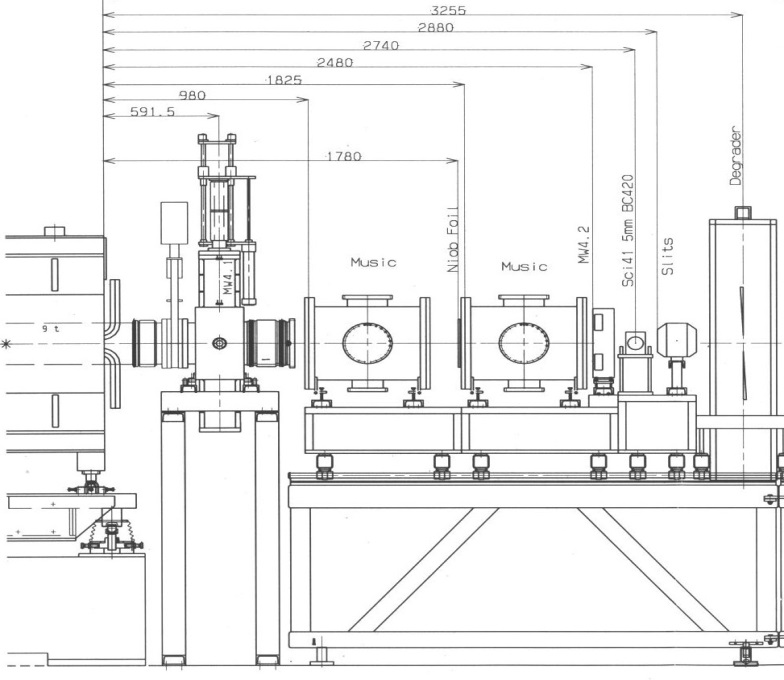 3255
2880
2740
2480
1825
980
591.5
1780
Degrader
Sci41 5mm BC420
Niob Foil
MW4.2
Slits
MW4.1
Music
Music
9 t